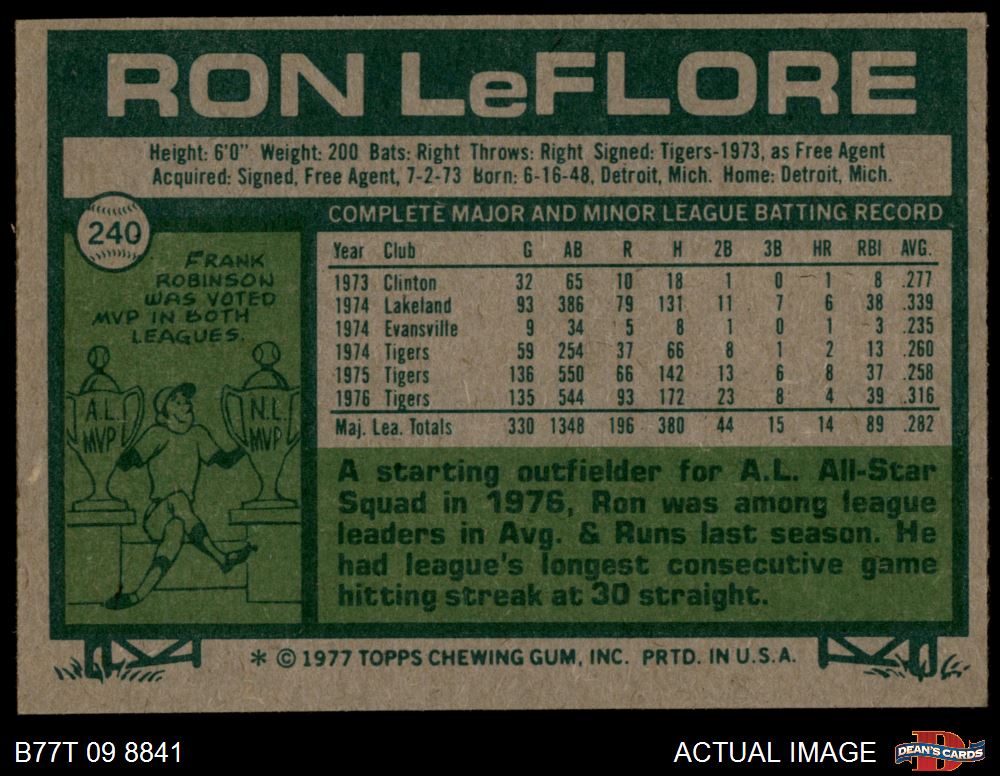 RON LeFLORE
Height: 6'0" Weight: 200 Bats: Right Throws: Right Signed: Tigers-1973, as Free Agent
Acquired: Signed, Free Agent, 7-2-73 Born: 6-16-48, Detroit, Mich. Home: Detroit, Mich.
240
FRANK
ROBINSON
WAS VOTED
MVP IN BOTH
LEAGUES.
A.L.
MVP
N.L.
MVP
COMPLETE MAJOR AND MINOR LEAGUE BATTING RECORD
Year Club G AB R H 2B 3B HR RBI AVG.
1973 Clinton 32 65 10 18 1 0 1 8 .277
1974 Lakeland 93 386 79 131 11 7 6 38 .339
1974 Evansville 9 34 5 8 1 0 1 3 .235
1974 Tigers 59 254 37 66 8 1 2 13 .260
1975 Tigers 136 550 66 142 13 6 8 37 .258
1976 Tigers 135 544 93 172 23 8 4 39 .316
Maj. Lea. Totals 330 1348 196 380 44 15 14 89 .282
A starting outfielder for A.L. All-Star
Squad in 1976, Ron was among league
leaders in Avg. & Runs last season. He
had league's longest consecutive game
hitting streak at 30 straight.
* © 1977 TOPPS CHEWING GUM, INC. PRTD. IN U.S.A.
B77T 09 8841
ACTUAL IMAGE
DEAN'S CARDS